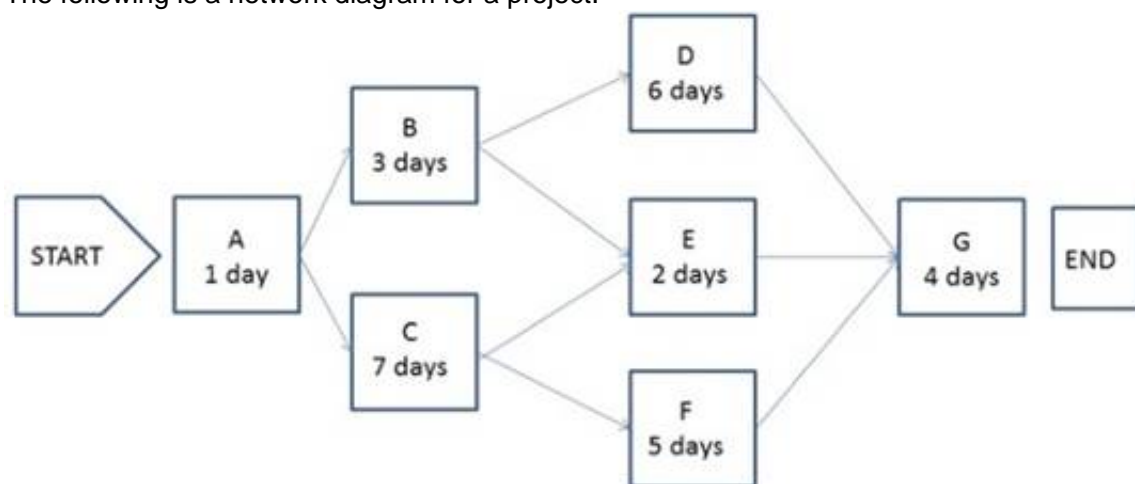 The following is a network diagram for a project.
START
A
1 day
B
3 days
C
7 days
D
6 days
E
2 days
F
5 days
G
4 days
END